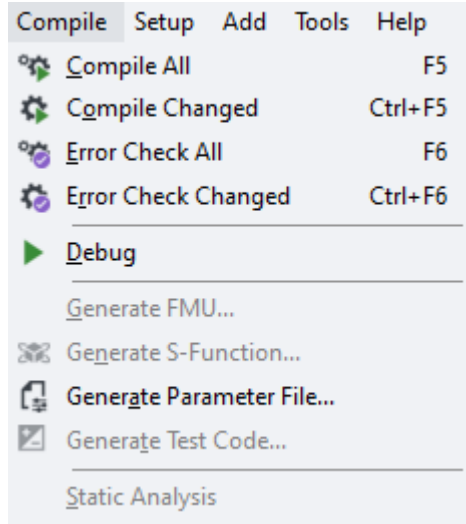 Compile Setup Add Tools Help
Compile All F5
Compile Changed Ctrl+F5
Error Check All F6
Error Check Changed Ctrl+F6
Debug
Generate FMU...
Generate S-Function...
Generate Parameter File...
Generate Test Code...
Static Analysis